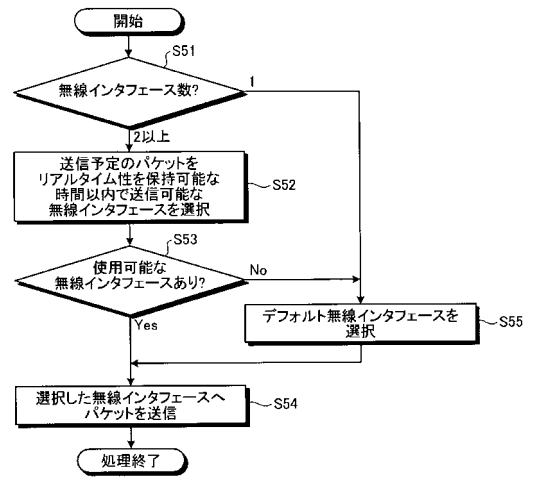 開始
S51
無線インタフェース数?
1
2以上
送信予定のパケットを
リアルタイム性を保持可能な
時間以内で送信可能な
無線インタフェースを選択
S52
S53
使用可能な
無線インタフェースあり?
No
Yes
デフォルト無線インタフェースを
選択
S55
選択した無線インタフェースへ
パケットを送信
S54
処理終了